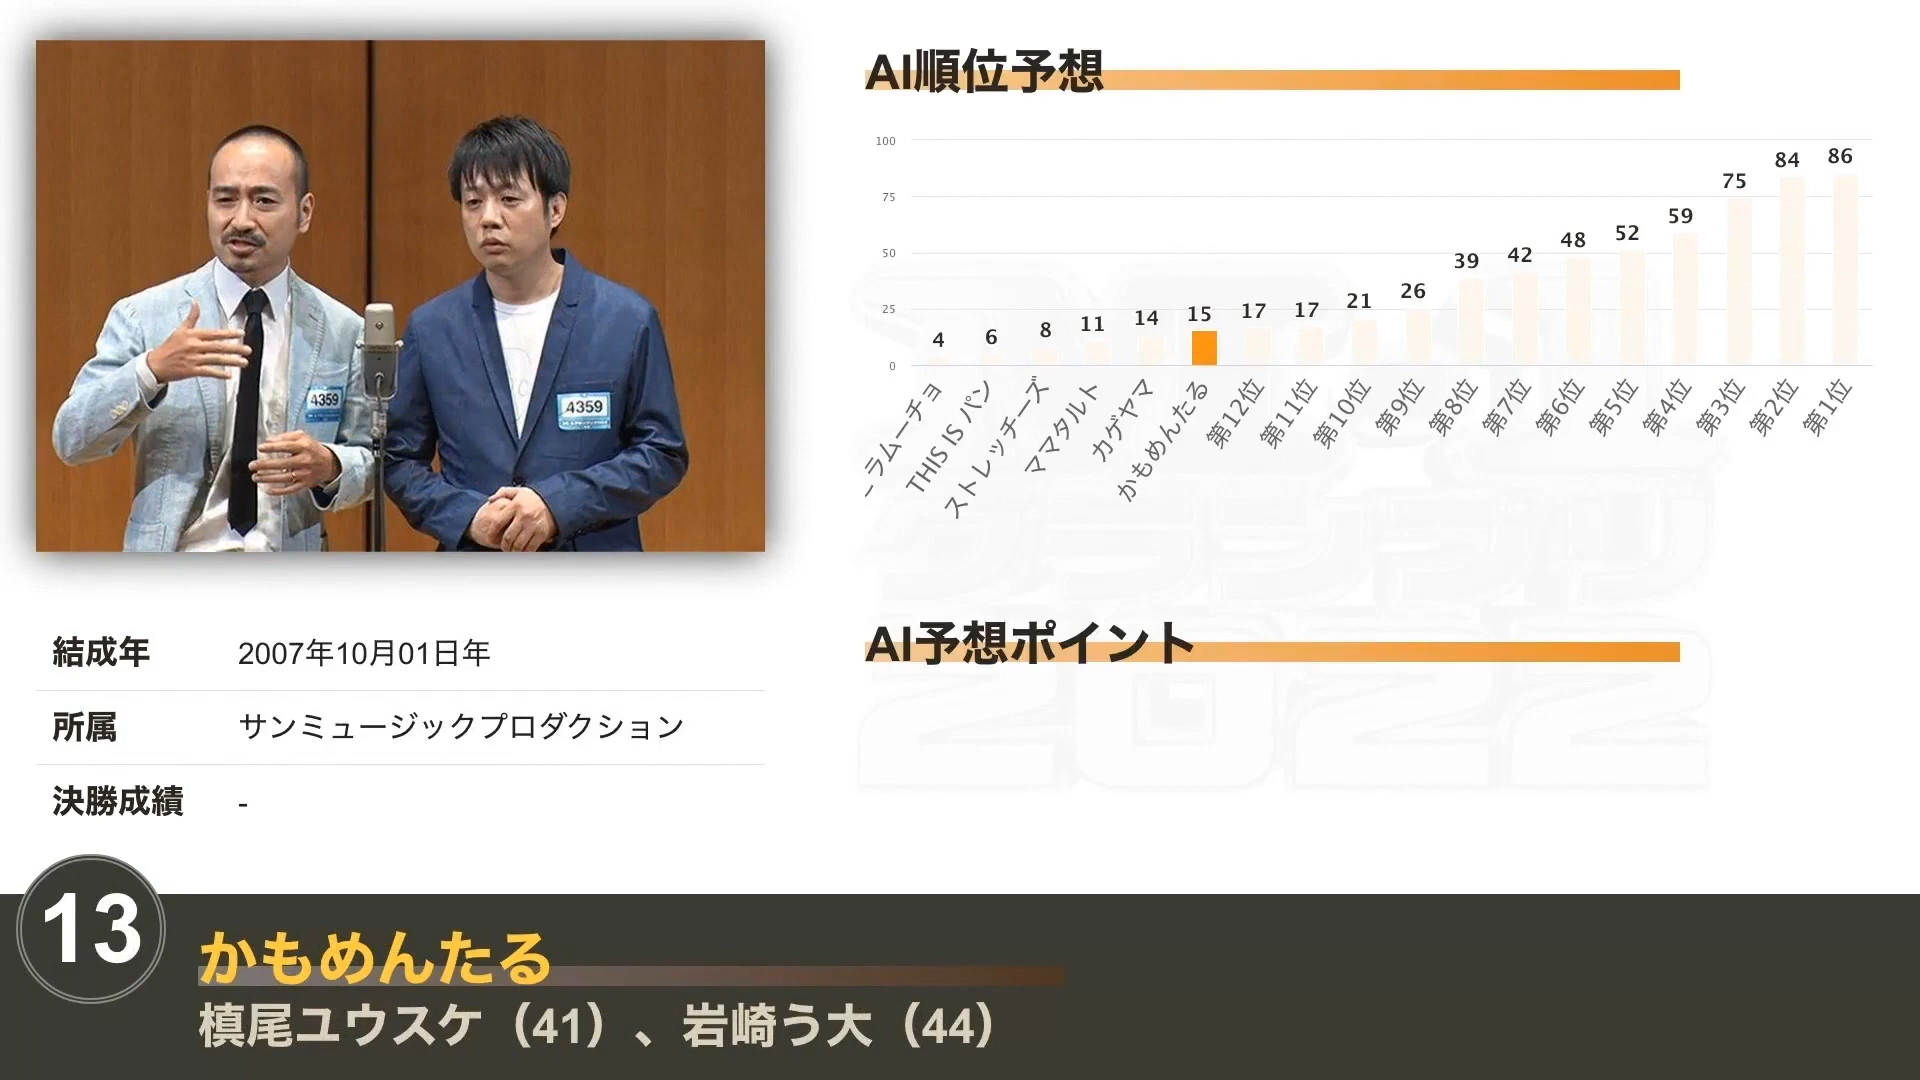 4359
4359
結成年 2007年10月01日年
所属 サンミュージックプロダクション
決勝成績 -
AI順位予想
100
75
50
25
0
4 6 8 11 14 15 17 17 21 26 39 42 48 52 59 75 84 86
ラムーチョ
THIS IS パン
ストレッチーズ
ママタルト
カゲヤマ
かもめんたる
第12位
第11位
第10位
第9位
第8位
第7位
第6位
第5位
第4位
第3位
第2位
第1位
グランプリ
2022
AI予想ポイント
13
かもめんたる
槙尾ユウスケ（41）、岩崎う大（44）